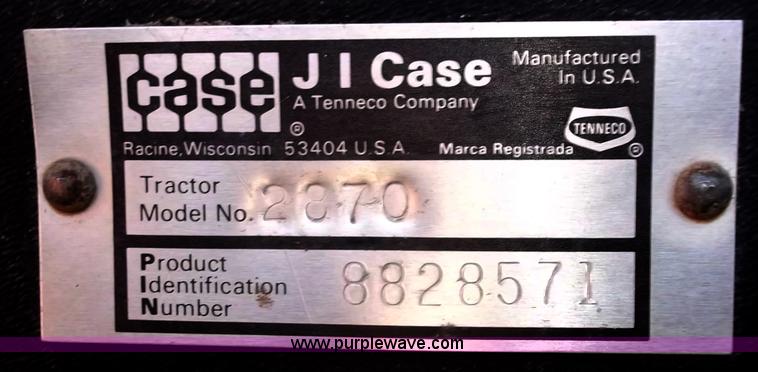 case
J I Case
A Tenneco Company
Manufactured
In U.S.A.
®
TENNECO
Racine, Wisconsin 53404 U.S.A. Marca Registrada ®
Tractor
Model No. 2870
Product
Identification
Number
8828571
www.purplewave.com